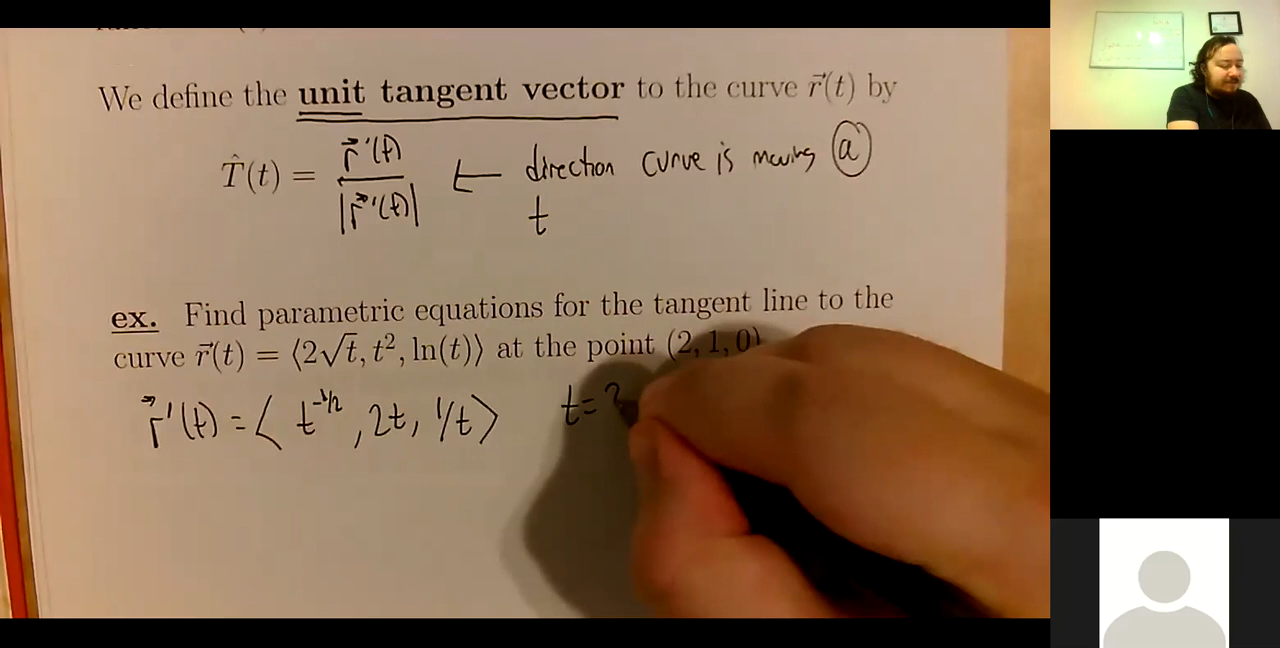 We define the unit tangent vector to the curve r⃗(t) by
T̂(t) = r⃗'(t) / |r⃗'(t)| ← direction curve is moving @
t
ex. Find parametric equations for the tangent line to the
curve r⃗(t) = ⟨2√t, t², ln(t)⟩ at the point (2, 1, 0)
r⃗'(t) = ⟨ t^-1/2 , 2t, 1/t ⟩ t=?